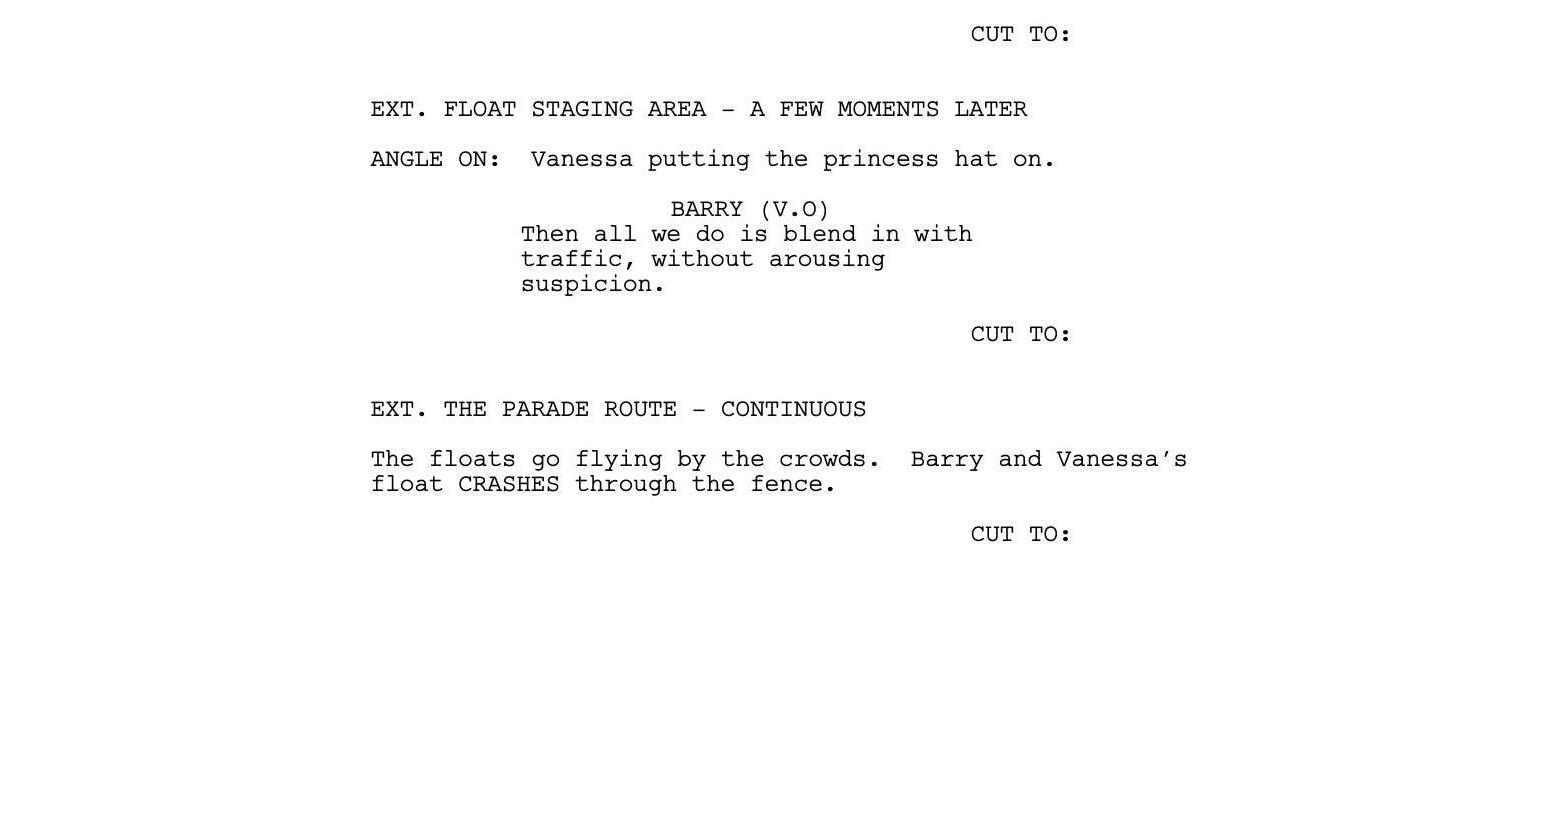 CUT TO:
EXT. FLOAT STAGING AREA – A FEW MOMENTS LATER
ANGLE ON:  Vanessa putting the princess hat on.
BARRY (V.O)
Then all we do is blend in with
traffic, without arousing
suspicion.
CUT TO:
EXT. THE PARADE ROUTE – CONTINUOUS
The floats go flying by the crowds.  Barry and Vanessa’s
float CRASHES through the fence.
CUT TO: